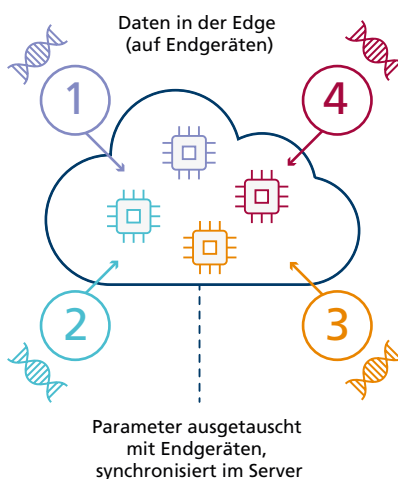 Daten in der Edge
(auf Endgeräten)
1
4
2
3
Parameter ausgetauscht
mit Endgeräten,
synchronisiert im Server